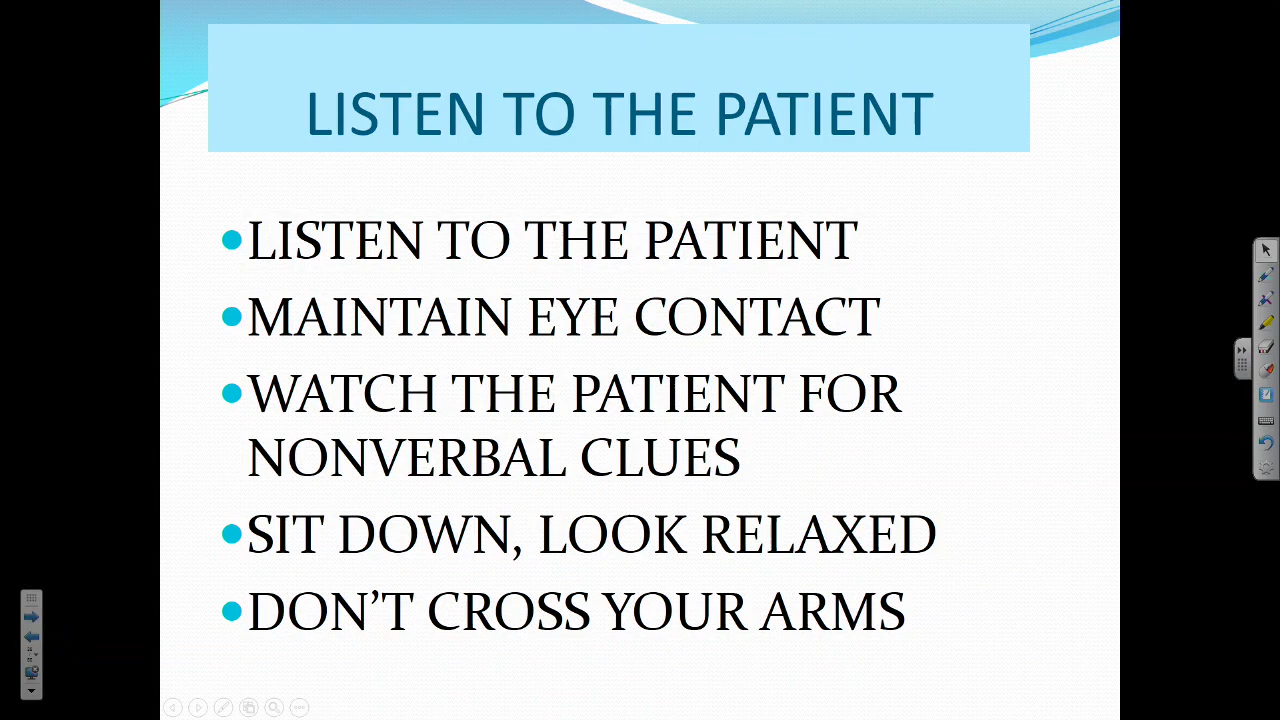 LISTEN TO THE PATIENT
•LISTEN TO THE PATIENT
•MAINTAIN EYE CONTACT
•WATCH THE PATIENT FOR
NONVERBAL CLUES
•SIT DOWN, LOOK RELAXED
•DON’T CROSS YOUR ARMS